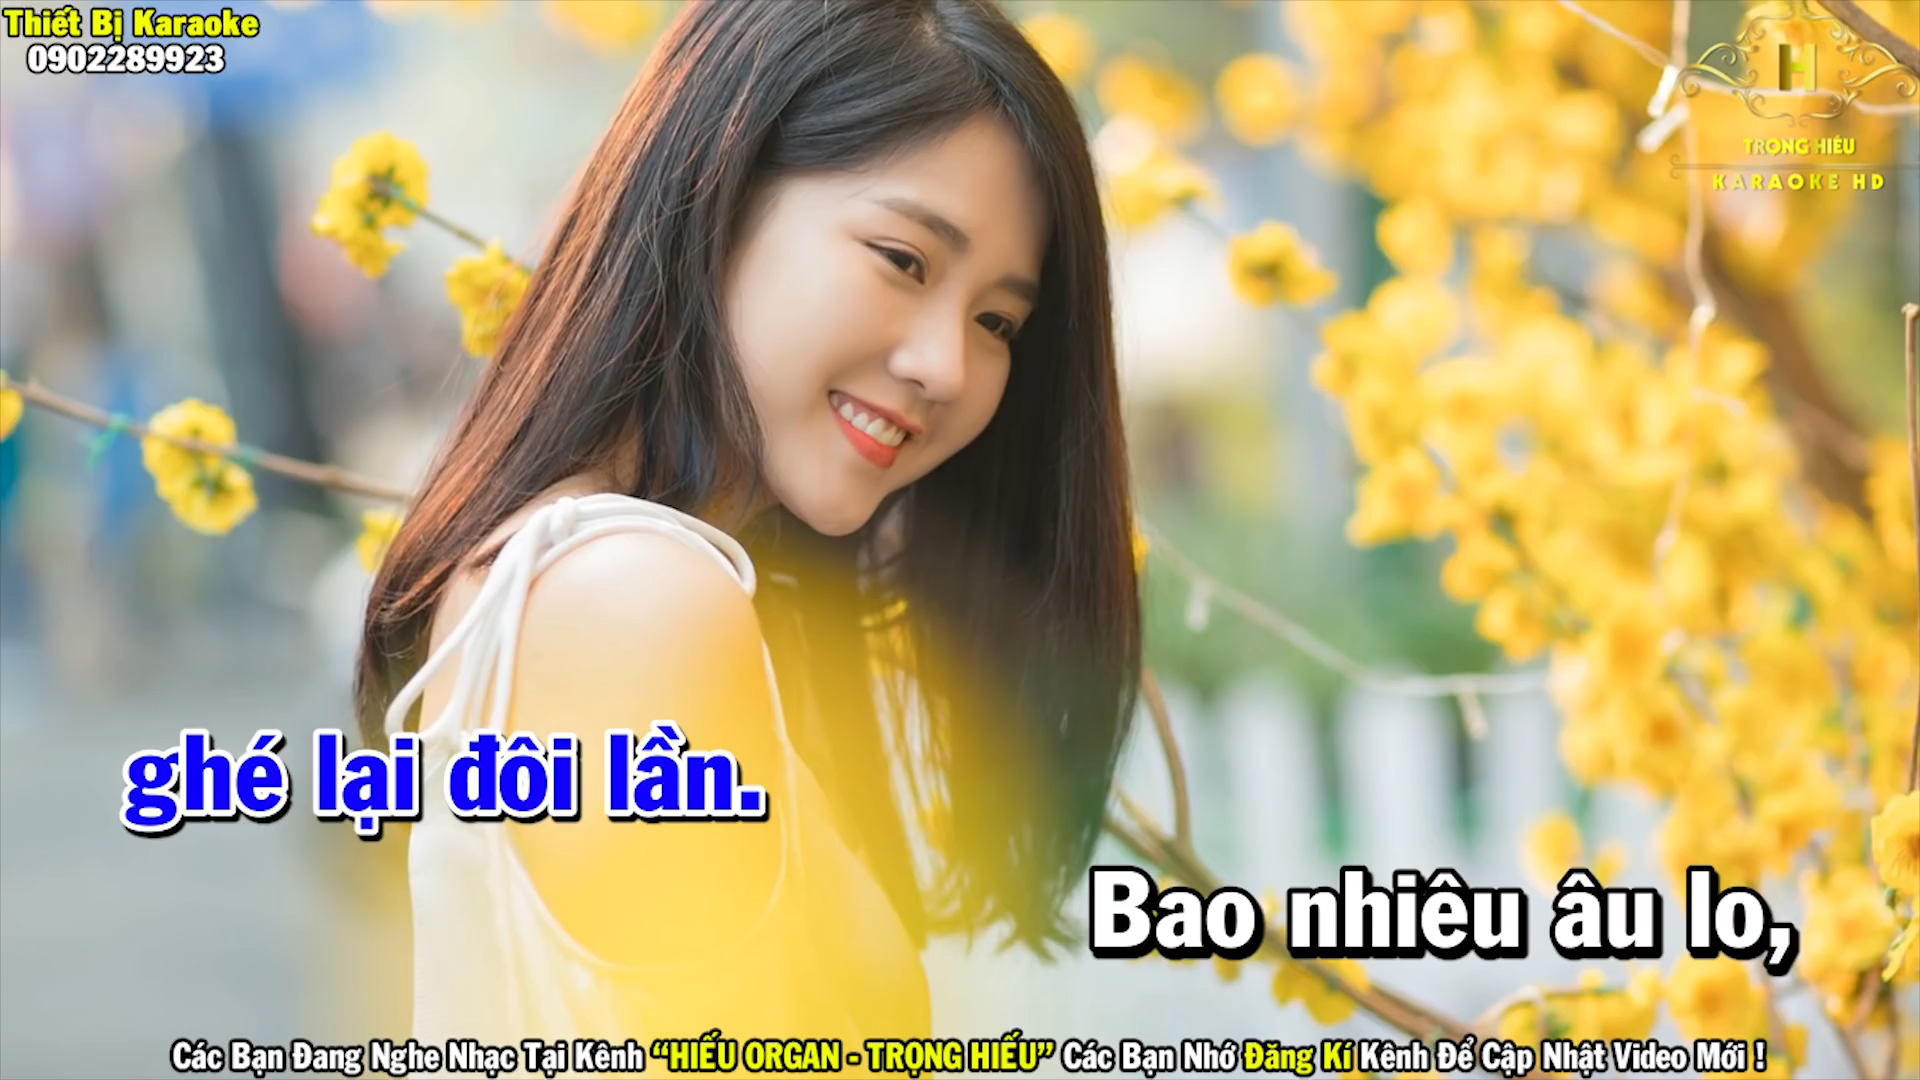 Thiết Bị Karaoke
0902289923
H
TRỌNG HIẾU
KARAOKE HD
ghé lại đôi lần.
Bao nhiêu âu lo,
Các Bạn Đang Nghe Nhạc Tại Kênh “HIẾU ORGAN - TRỌNG HIẾU” Các Bạn Nhớ Đăng Kí Kênh Để Cập Nhật Video Mới !